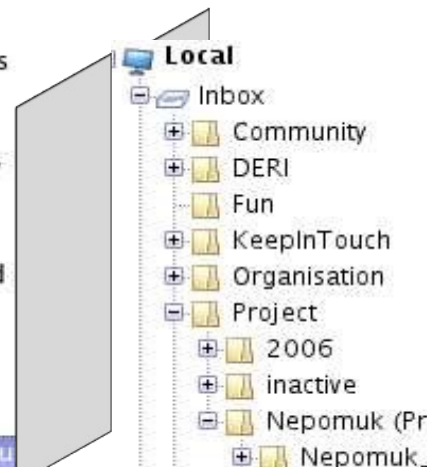 Local
Inbox
Community
DERI
Fun
KeepInTouch
Organisation
Project
2006
inactive
Nepomuk (Pr
Nepomuk_